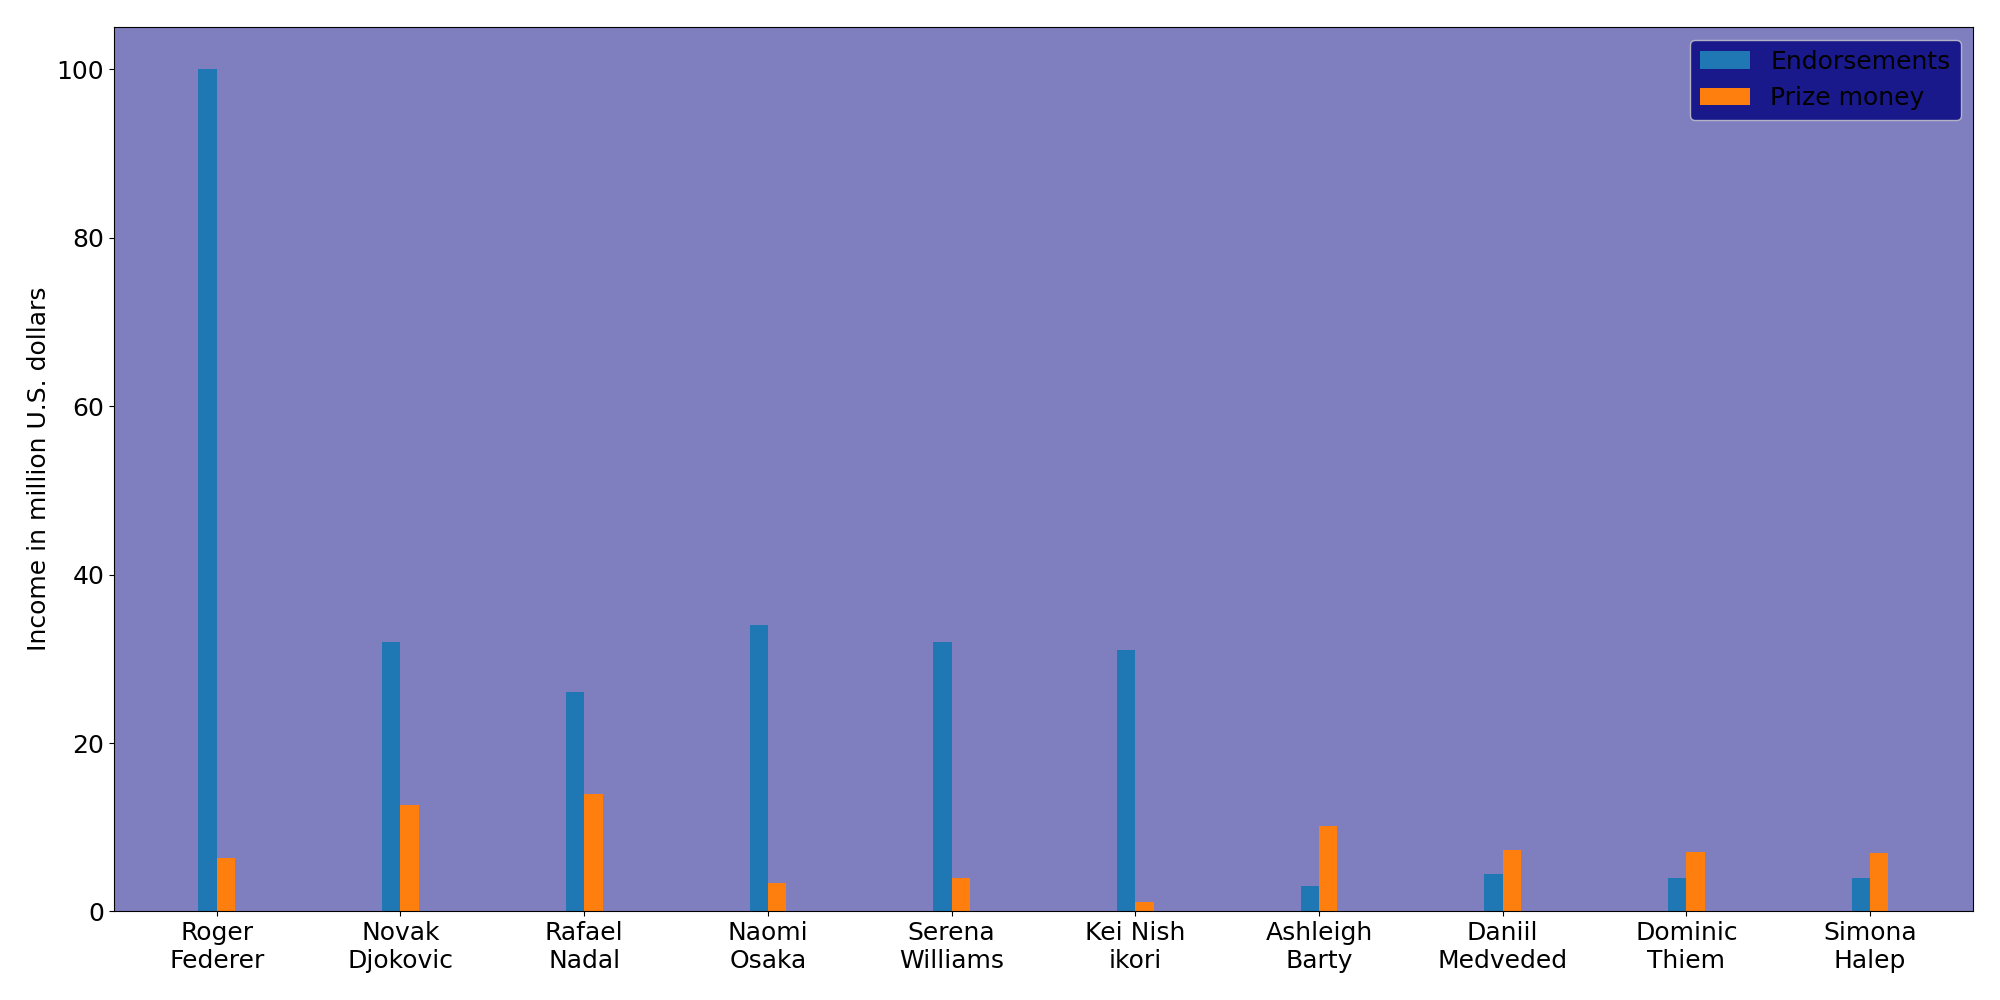 Endorsements
Prize money
Income in million U.S. dollars
100
80
60
40
20
0
Roger
Federer
Novak
Djokovic
Rafael
Nadal
Naomi
Osaka
Serena
Williams
Kei Nish
ikori
Ashleigh
Barty
Daniil
Medveded
Dominic
Thiem
Simona
Halep